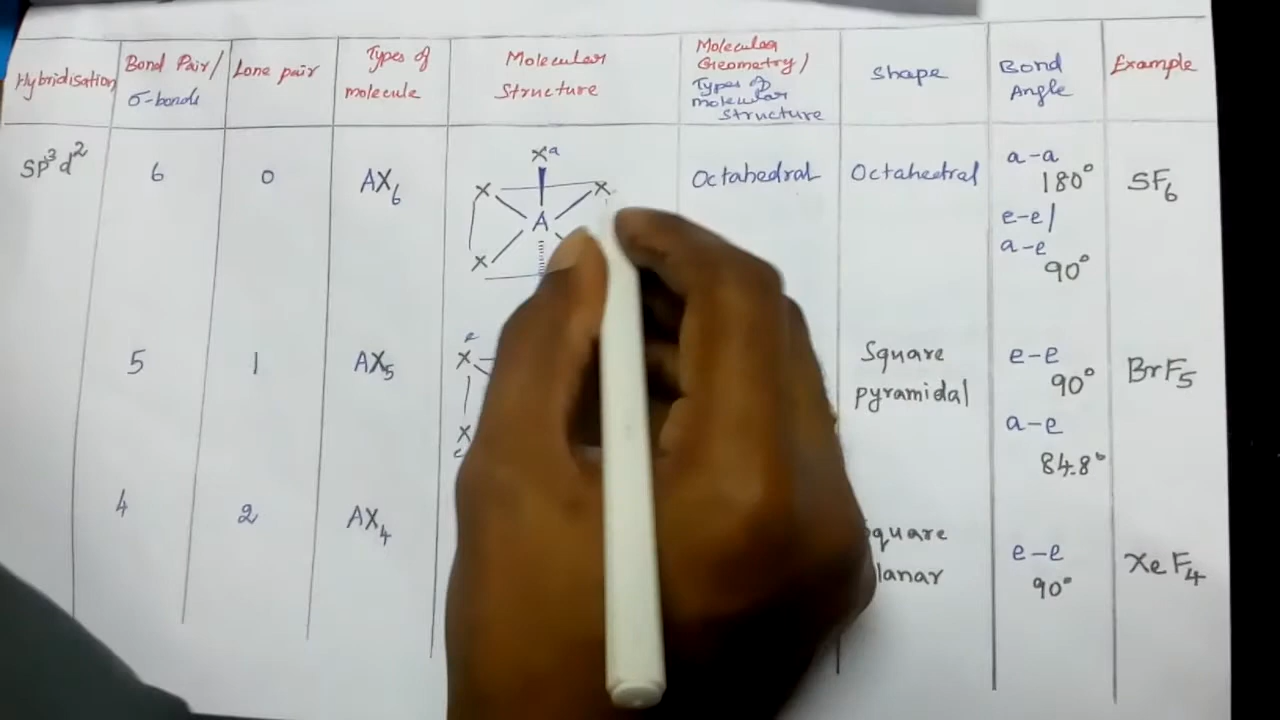 Hybridisation
Bond Pair/
σ-bonds
Lone pair
Types of
molecule
Molecular
Structure
Molecular
Geometry/
Types of
molecular
structure
Shape
Bond
Angle
Example
Sp³d²
6
0
AX₆
Xᵃ
X
X
A
X
Octahedral
Octahedral
a-a
180°
e-e/
a-e
90°
SF₆
5
1
AX₅
e
X
X
e
Square
pyramidal
e-e
90°
a-e
84.8°
BrF₅
4
2
AX₄
e-e
90°
XeF₄